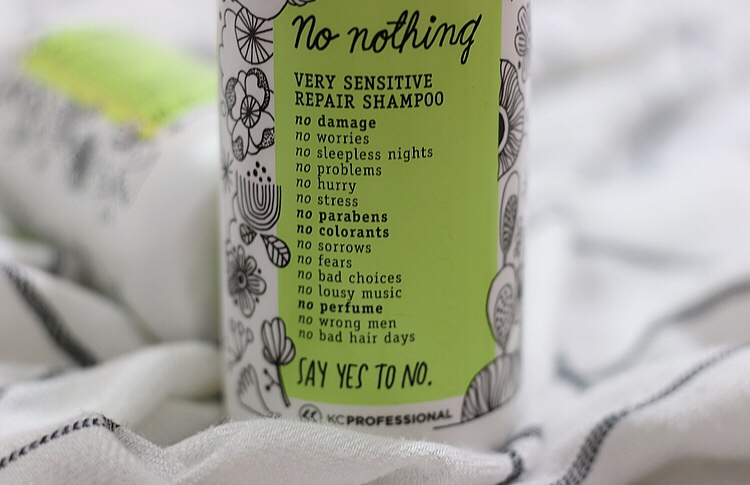 No nothing
VERY SENSITIVE
REPAIR SHAMPOO
no damage
no worries
no sleepless nights
no problems
no hurry
no stress
no parabens
no colorants
no sorrows
no fears
no bad choices
no lousy music
no perfume
no wrong men
no bad hair days
SAY YES TO NO.
KCPROFESSIONAL